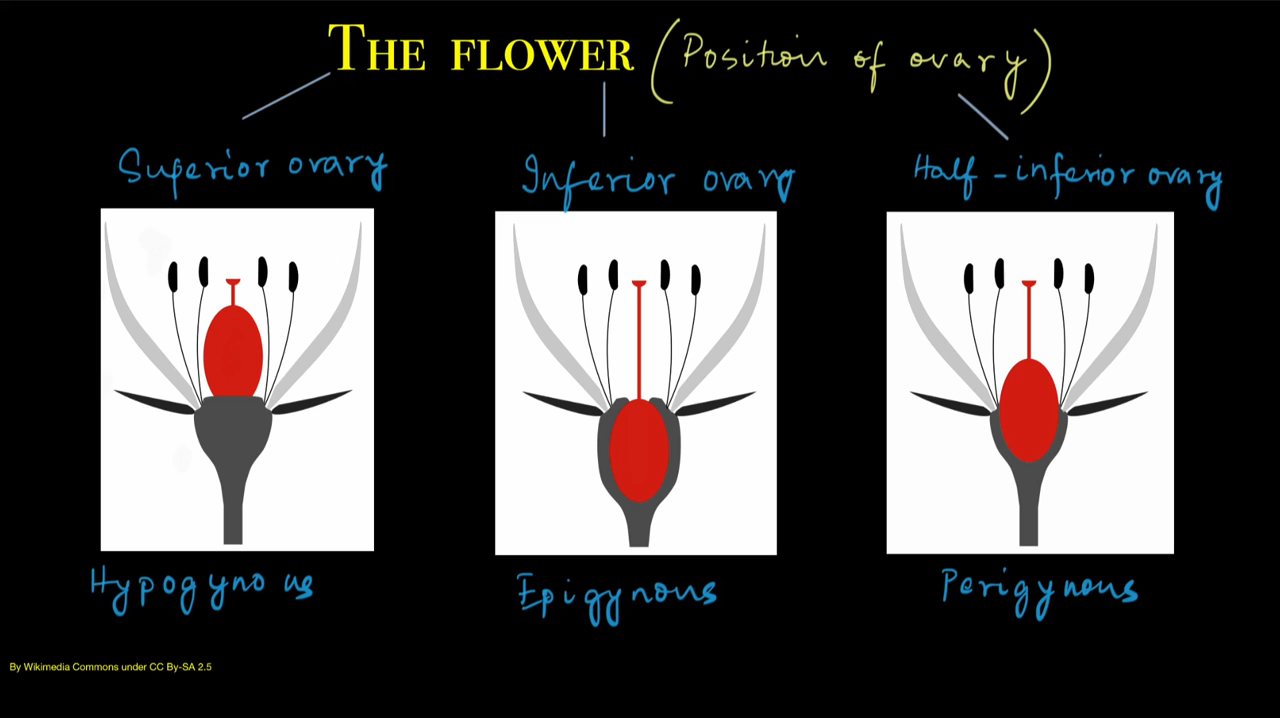 THE FLOWER (Position of ovary)
Superior ovary
Inferior ovary
Half-inferior ovary
Hypogynous
Epigynous
Perigynous
By Wikimedia Commons under CC By-SA 2.5